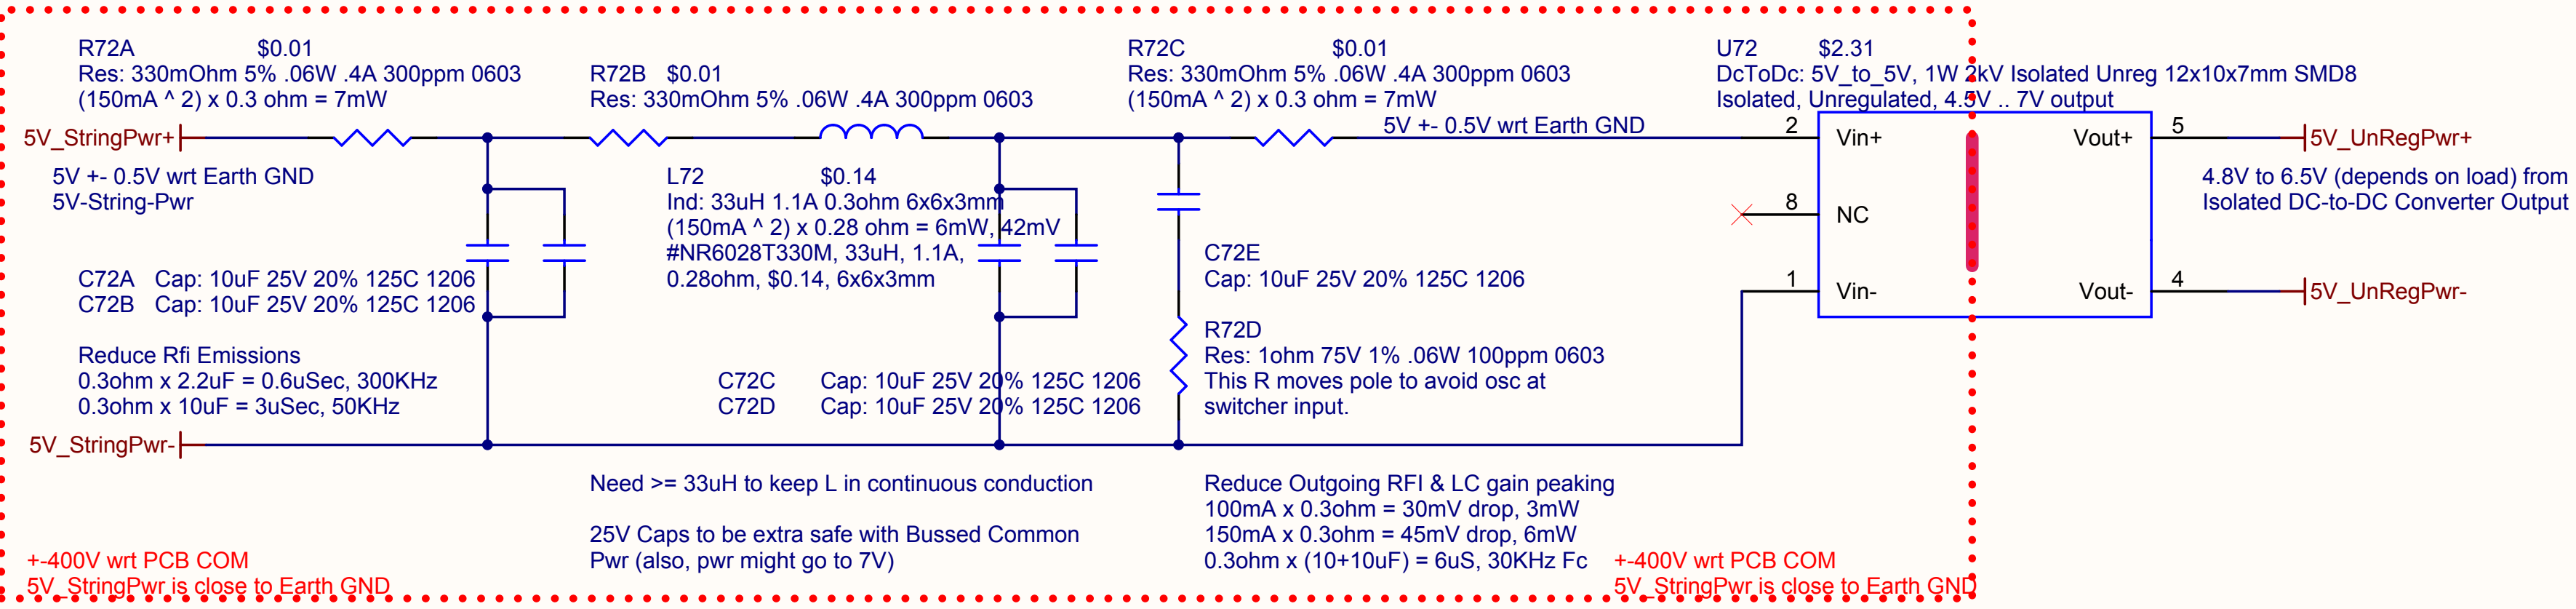 R72A $0.01
Res: 330mOhm 5% .06W .4A 300ppm 0603
(150mA ^ 2) x 0.3 ohm = 7mW
R72B $0.01
Res: 330mOhm 5% .06W .4A 300ppm 0603
R72C $0.01
Res: 330mOhm 5% .06W .4A 300ppm 0603
(150mA ^ 2) x 0.3 ohm = 7mW
U72 $2.31
DcToDc: 5V_to_5V, 1W 2kV Isolated Unreg 12x10x7mm SMD8
Isolated, Unregulated, 4.5V .. 7V output
5V_StringPwr+
5V +- 0.5V wrt Earth GND
5V-String-Pwr
5V +- 0.5V wrt Earth GND
L72 $0.14
Ind: 33uH 1.1A 0.3ohm 6x6x3mm
(150mA ^ 2) x 0.28 ohm = 6mW, 42mV
#NR6028T330M, 33uH, 1.1A,
0.28ohm, $0.14, 6x6x3mm
2 Vin+
8 NC
1 Vin-
Vout+ 5
Vout- 4
5V_UnRegPwr+
4.8V to 6.5V (depends on load) from
Isolated DC-to-DC Converter Output
5V_UnRegPwr-
C72A Cap: 10uF 25V 20% 125C 1206
C72B Cap: 10uF 25V 20% 125C 1206
C72E
Cap: 10uF 25V 20% 125C 1206
R72D
Res: 1ohm 75V 1% .06W 100ppm 0603
This R moves pole to avoid osc at
switcher input.
Reduce Rfi Emissions
0.3ohm x 2.2uF = 0.6uSec, 300KHz
0.3ohm x 10uF = 3uSec, 50KHz
C72C Cap: 10uF 25V 20% 125C 1206
C72D Cap: 10uF 25V 20% 125C 1206
5V_StringPwr-
Need >= 33uH to keep L in continuous conduction
25V Caps to be extra safe with Bussed Common
Pwr (also, pwr might go to 7V)
Reduce Outgoing RFI & LC gain peaking
100mA x 0.3ohm = 30mV drop, 3mW
150mA x 0.3ohm = 45mV drop, 6mW
0.3ohm x (10+10uF) = 6uS, 30KHz Fc
+-400V wrt PCB COM
5V_StringPwr is close to Earth GND
+-400V wrt PCB COM
5V_StringPwr is close to Earth GND